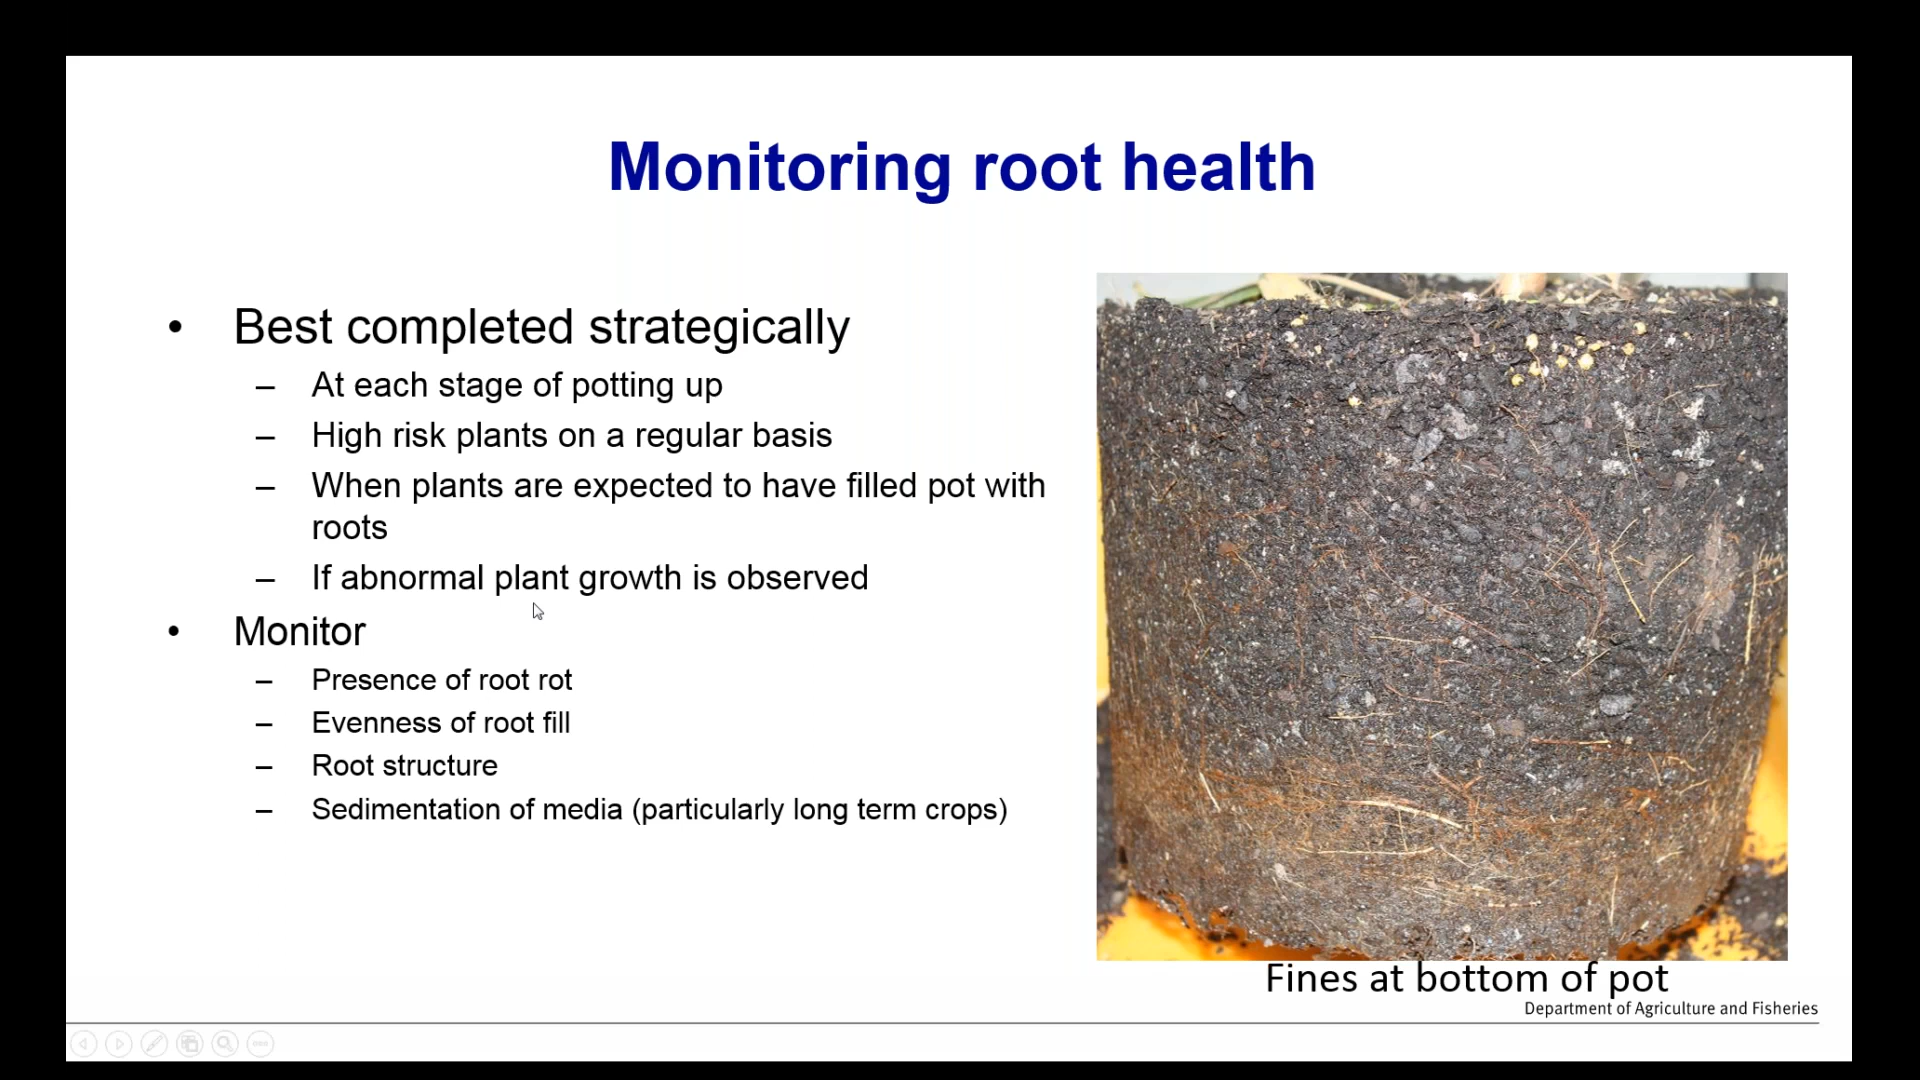 Monitoring root health
• Best completed strategically
– At each stage of potting up
– High risk plants on a regular basis
– When plants are expected to have filled pot with
roots
– If abnormal plant growth is observed
• Monitor
– Presence of root rot
– Evenness of root fill
– Root structure
– Sedimentation of media (particularly long term crops)
Fines at bottom of pot
Department of Agriculture and Fisheries